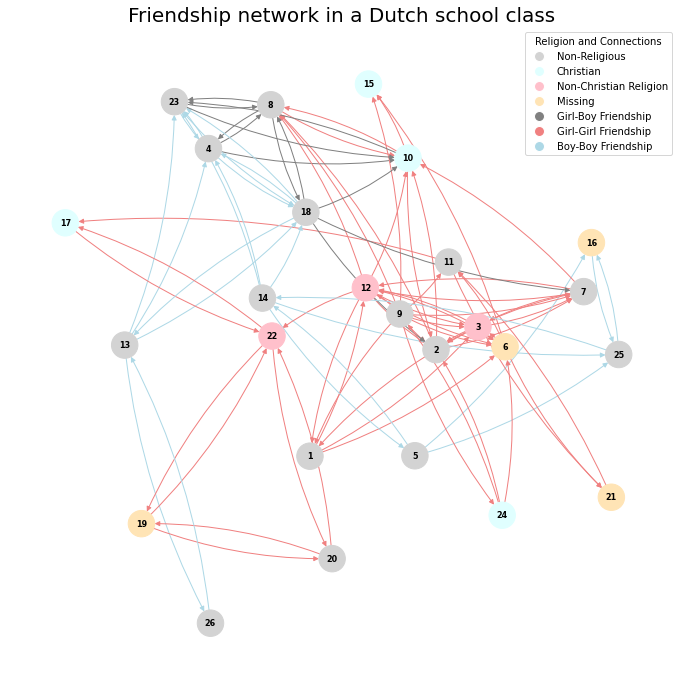 Friendship network in a Dutch school class
Religion and Connections
Non-Religious
Christian
Non-Christian Religion
Missing
Girl-Boy Friendship
Girl-Girl Friendship
Boy-Boy Friendship
15
23
8
4
10
18
17
16
11
12
7
14
9
3
22
13
2
6
25
1
5
21
24
19
20
26